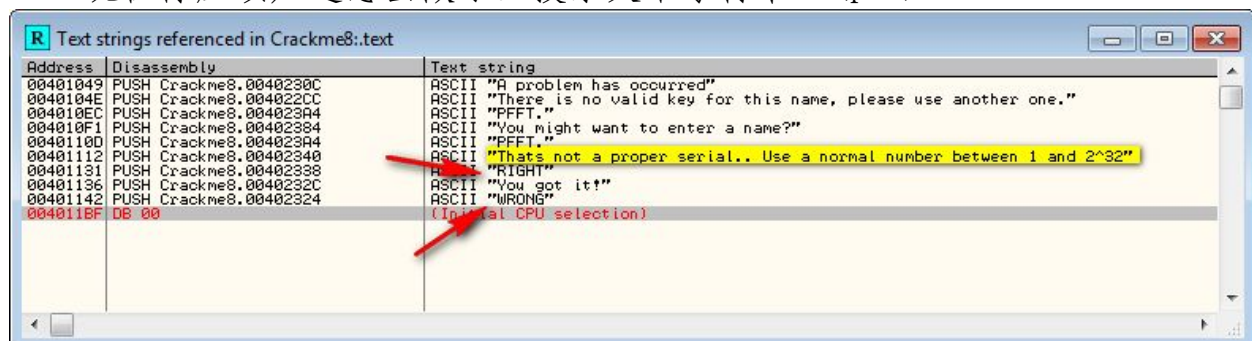 Text strings referenced in Crackme8:.text
Address Disassembly Text string
00401049 PUSH Crackme8.0040230C ASCII "A problem has occurred"
0040104E PUSH Crackme8.004022CC ASCII "There is no valid key for this name, please use another one."
004010EC PUSH Crackme8.004023A4 ASCII "PFFT."
004010F1 PUSH Crackme8.00402384 ASCII "You might want to enter a name?"
0040110D PUSH Crackme8.004023A4 ASCII "PFFT."
00401112 PUSH Crackme8.00402340 ASCII "Thats not a proper serial.. Use a normal number between 1 and 2^32"
00401131 PUSH Crackme8.00402338 ASCII "RIGHT"
00401136 PUSH Crackme8.0040232C ASCII "You got it!"
00401142 PUSH Crackme8.00402324 ASCII "WRONG"
004011BF DB 00 (Initial CPU selection)